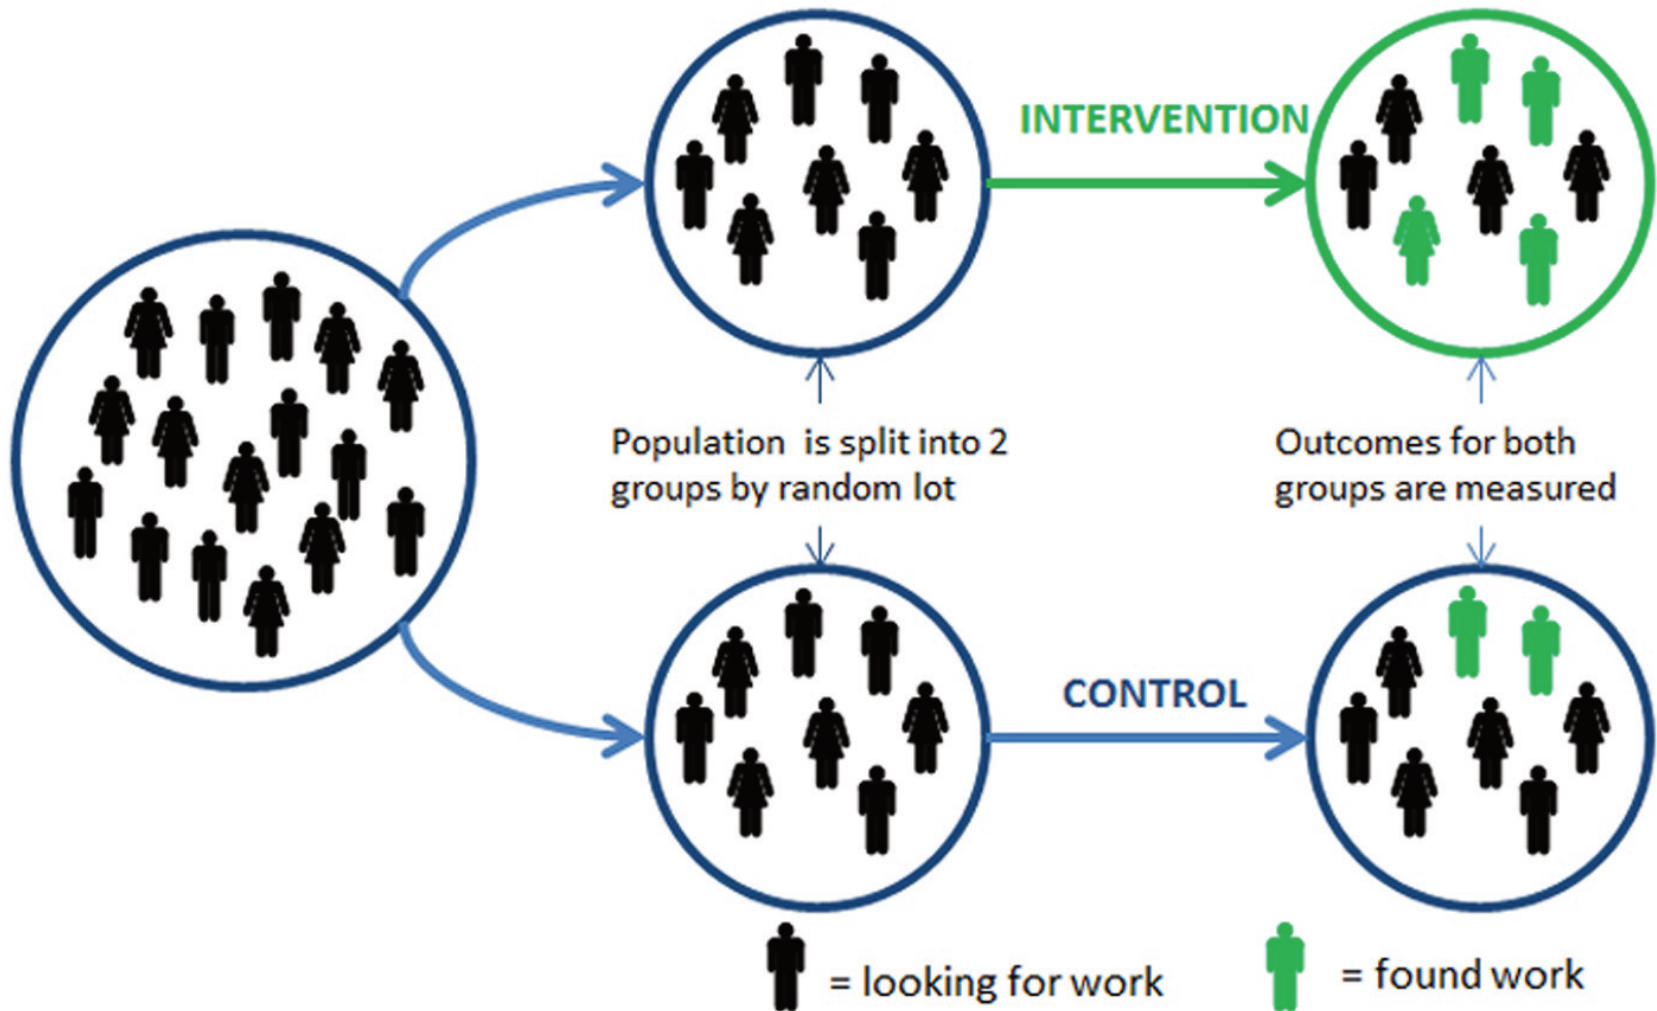 INTERVENTION
Population is split into 2
groups by random lot
Outcomes for both
groups are measured
CONTROL
= looking for work
= found work